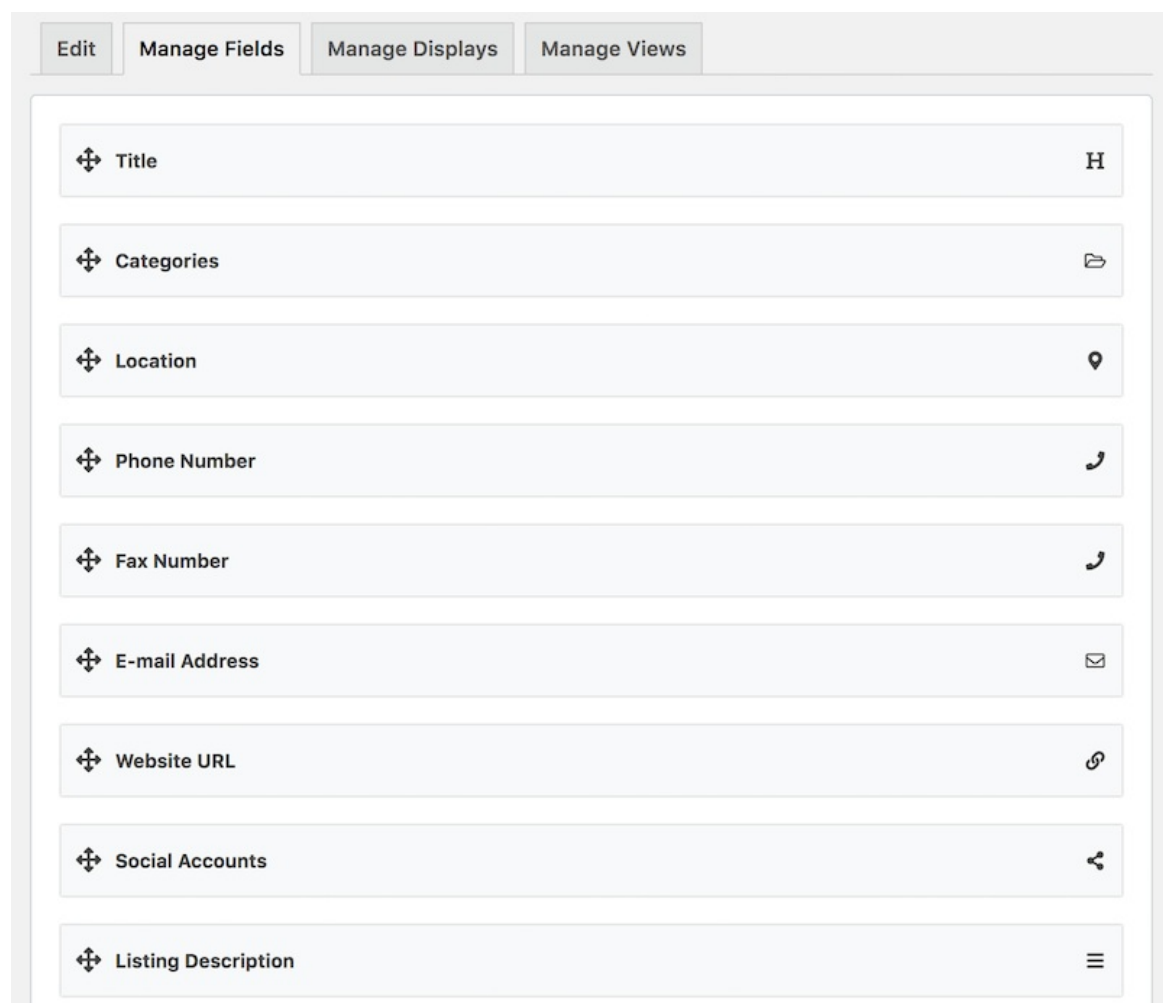 Edit Manage Fields Manage Displays Manage Views
Title
Categories
Location
Phone Number
Fax Number
E-mail Address
Website URL
Social Accounts
Listing Description